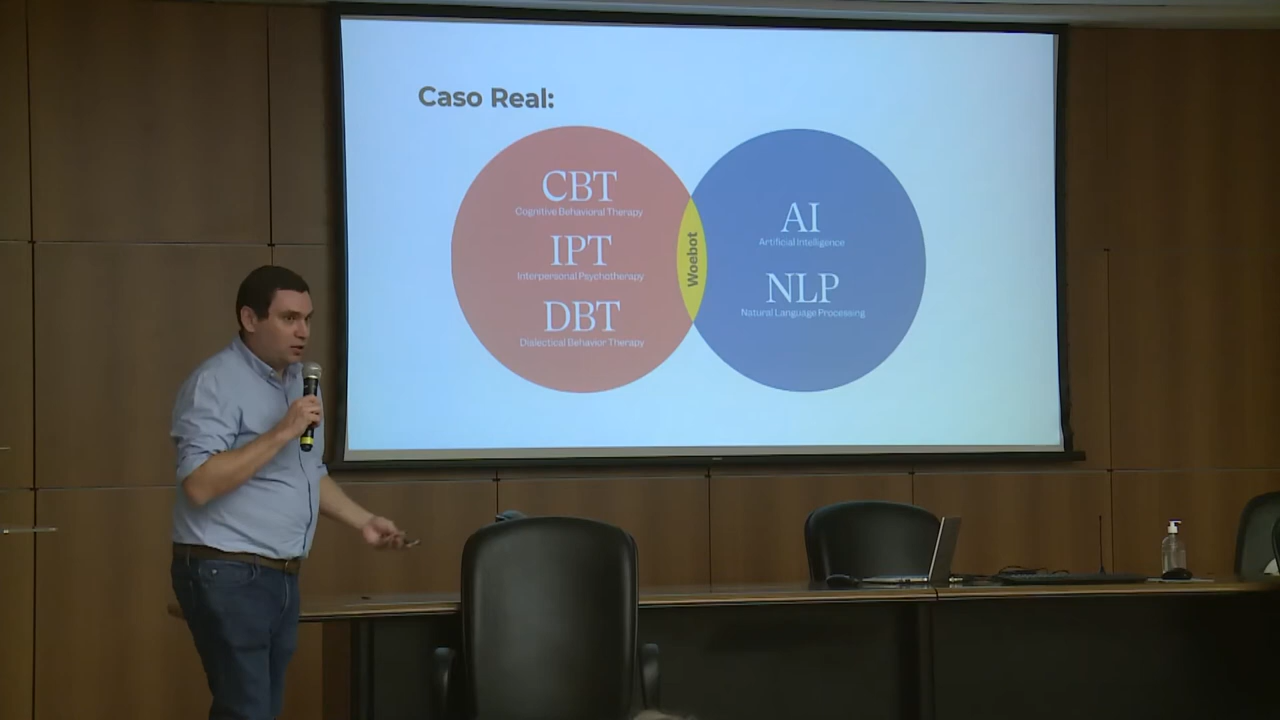 Caso Real:
CBT
Cognitive Behavioral Therapy
IPT
Interpersonal Psychotherapy
DBT
Dialectical Behavior Therapy
Woebot
AI
Artificial Intelligence
NLP
Natural Language Processing